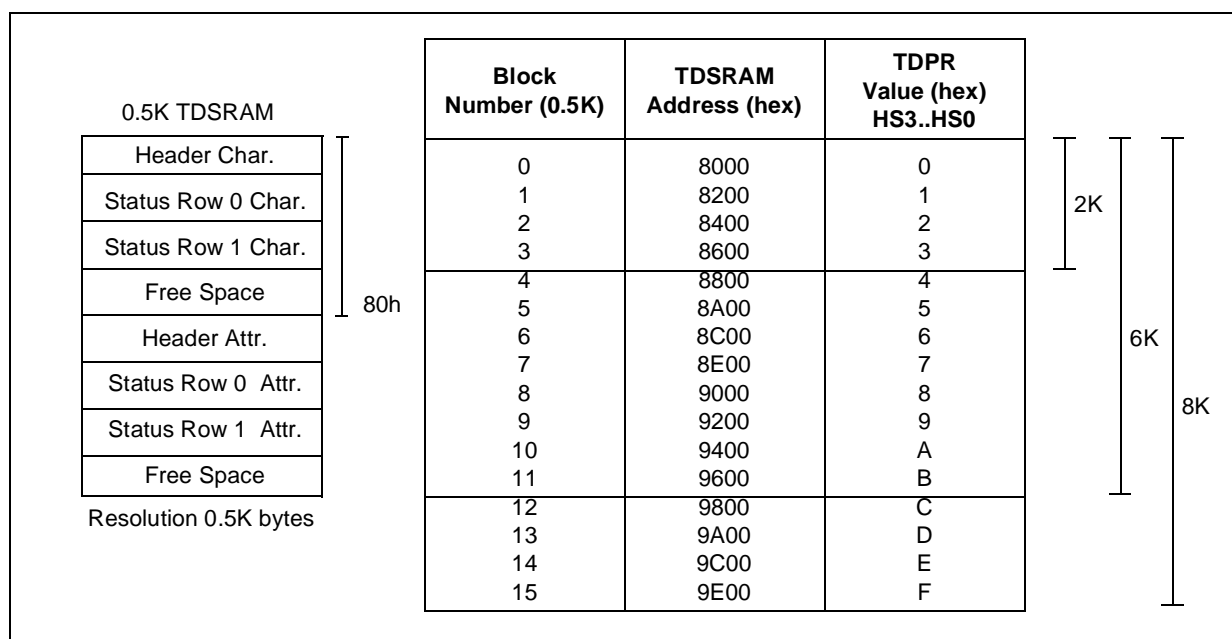 0.5K TDSRAM
Header Char.
Status Row 0 Char.
Status Row 1 Char.
Free Space
Header Attr.
Status Row 0 Attr.
Status Row 1 Attr.
Free Space
Resolution 0.5K bytes
80h
Block Number (0.5K) TDSRAM Address (hex) TDPR Value (hex) HS3..HS0
0 8000 0
1 8200 1
2 8400 2
3 8600 3
4 8800 4
5 8A00 5
6 8C00 6
7 8E00 7
8 9000 8
9 9200 9
10 9400 A
11 9600 B
12 9800 C
13 9A00 D
14 9C00 E
15 9E00 F
2K
6K
8K